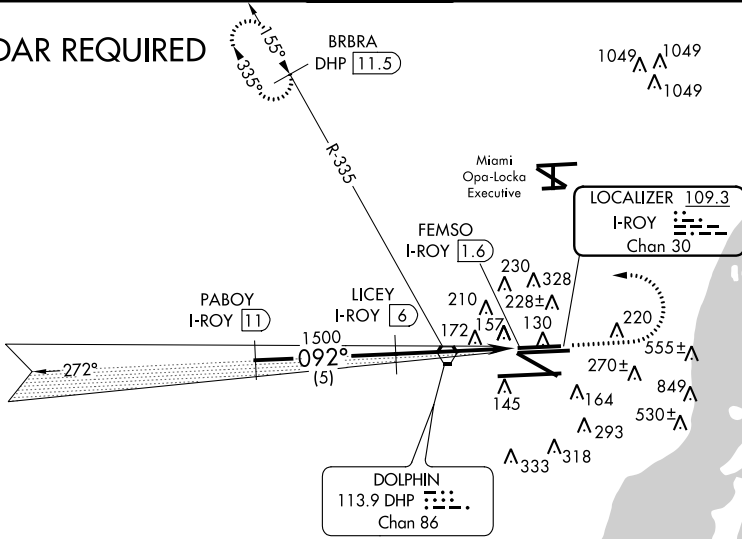 DAR REQUIRED
155°
335°
BRBRA
DHP 11.5
R-335
1049
1049
1049
Miami
Opa-Locka
Executive
LOCALIZER 109.3
I-ROY
Chan 30
FEMSO
I-ROY 1.6
230
328
228±
210
LICEY
I-ROY 6
PABOY
I-ROY 11
172
157
130
220
1500
092°
(5)
272°
555±
270±
849
145
164
530±
293
318
333
DOLPHIN
113.9 DHP
Chan 86